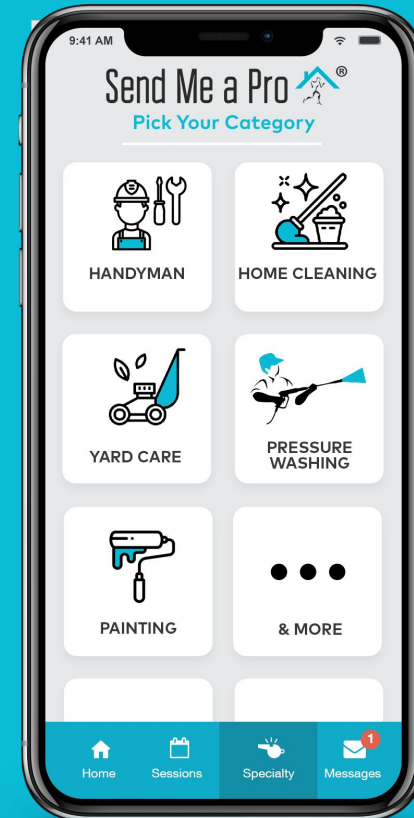 9:41 AM
Send Me a Pro ®
Pick Your Category
HANDYMAN
HOME CLEANING
YARD CARE
PRESSURE
WASHING
PAINTING
& MORE
1
Home
Sessions
Specialty
Messages